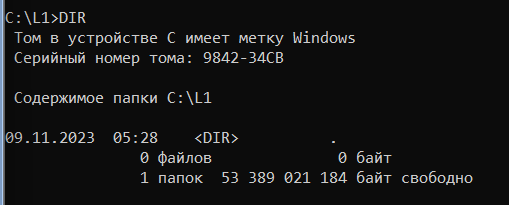 C:\L1>DIR
Том в устройстве C имеет метку Windows
Серийный номер тома: 9842-34CB
Содержимое папки C:\L1
09.11.2023  05:28    <DIR>          .
0 файлов              0 байт
1 папок  53 389 021 184 байт свободно